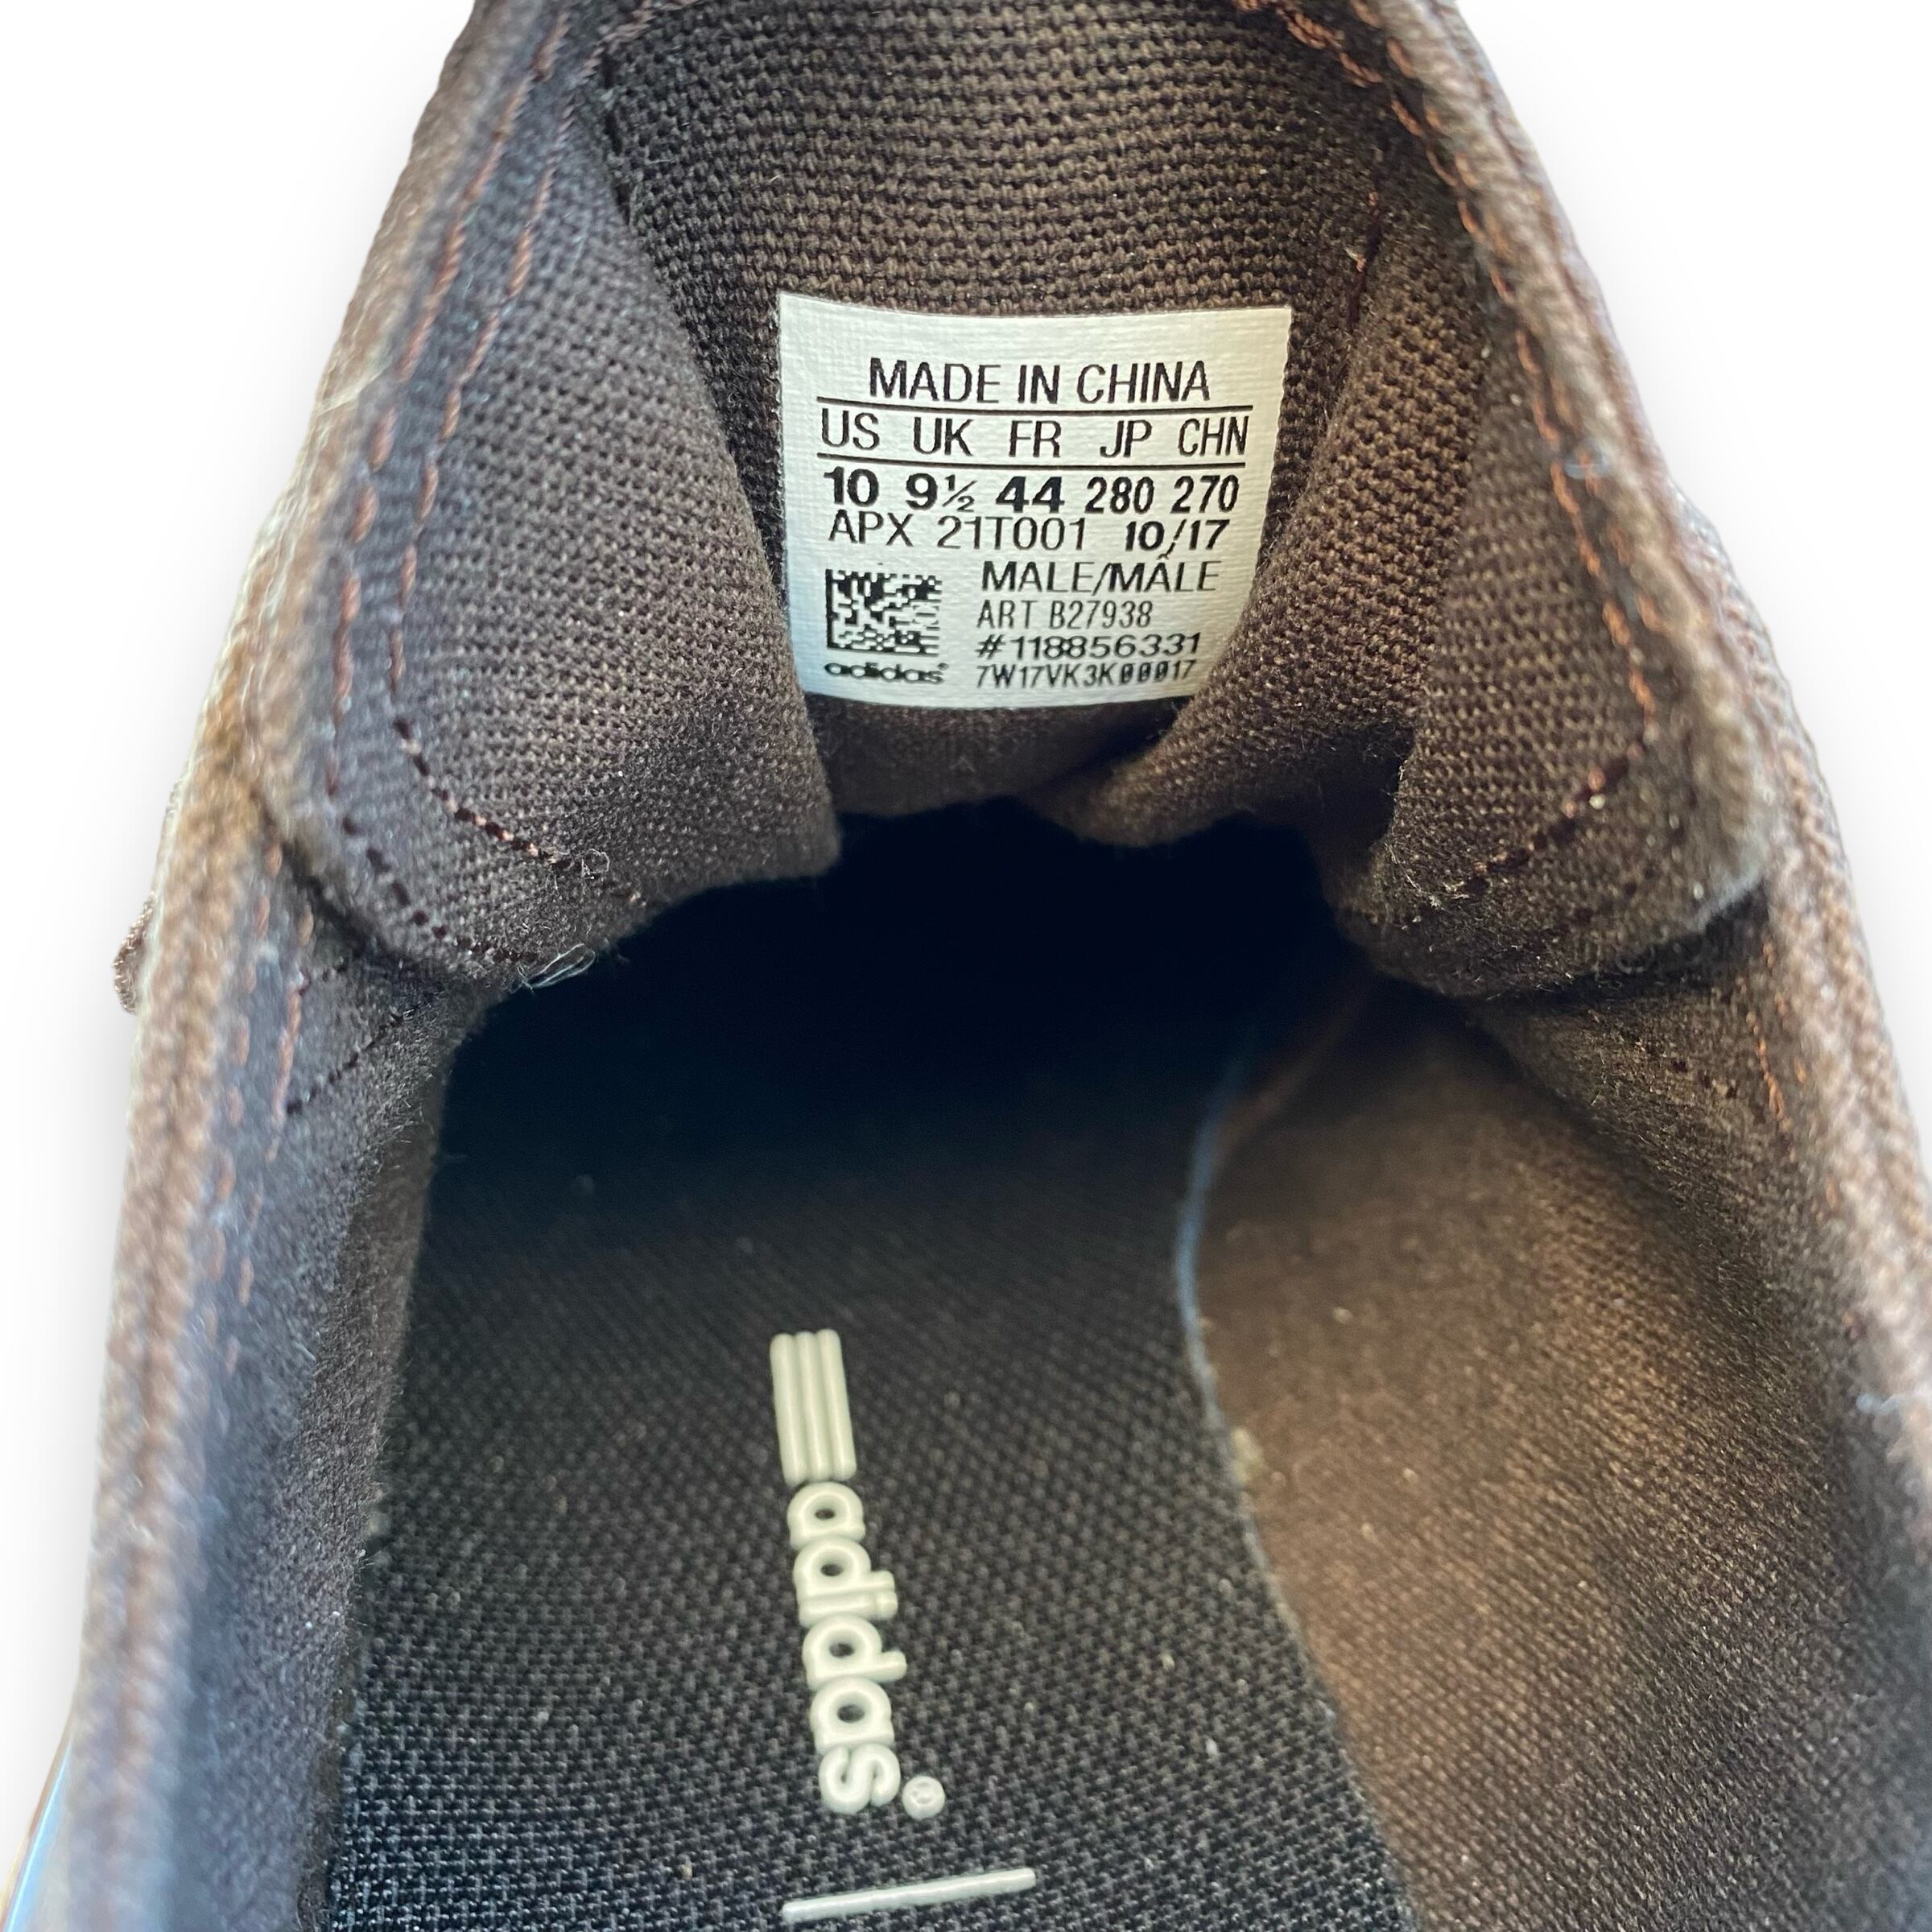 MADE IN CHINA
US UK FR JP CHN
10 9½ 44 280 270
APX 21T001 10/17
MALE/MÂLE
ART B27938
#118856331
adidas® 7W17VK3K00017
adidas®